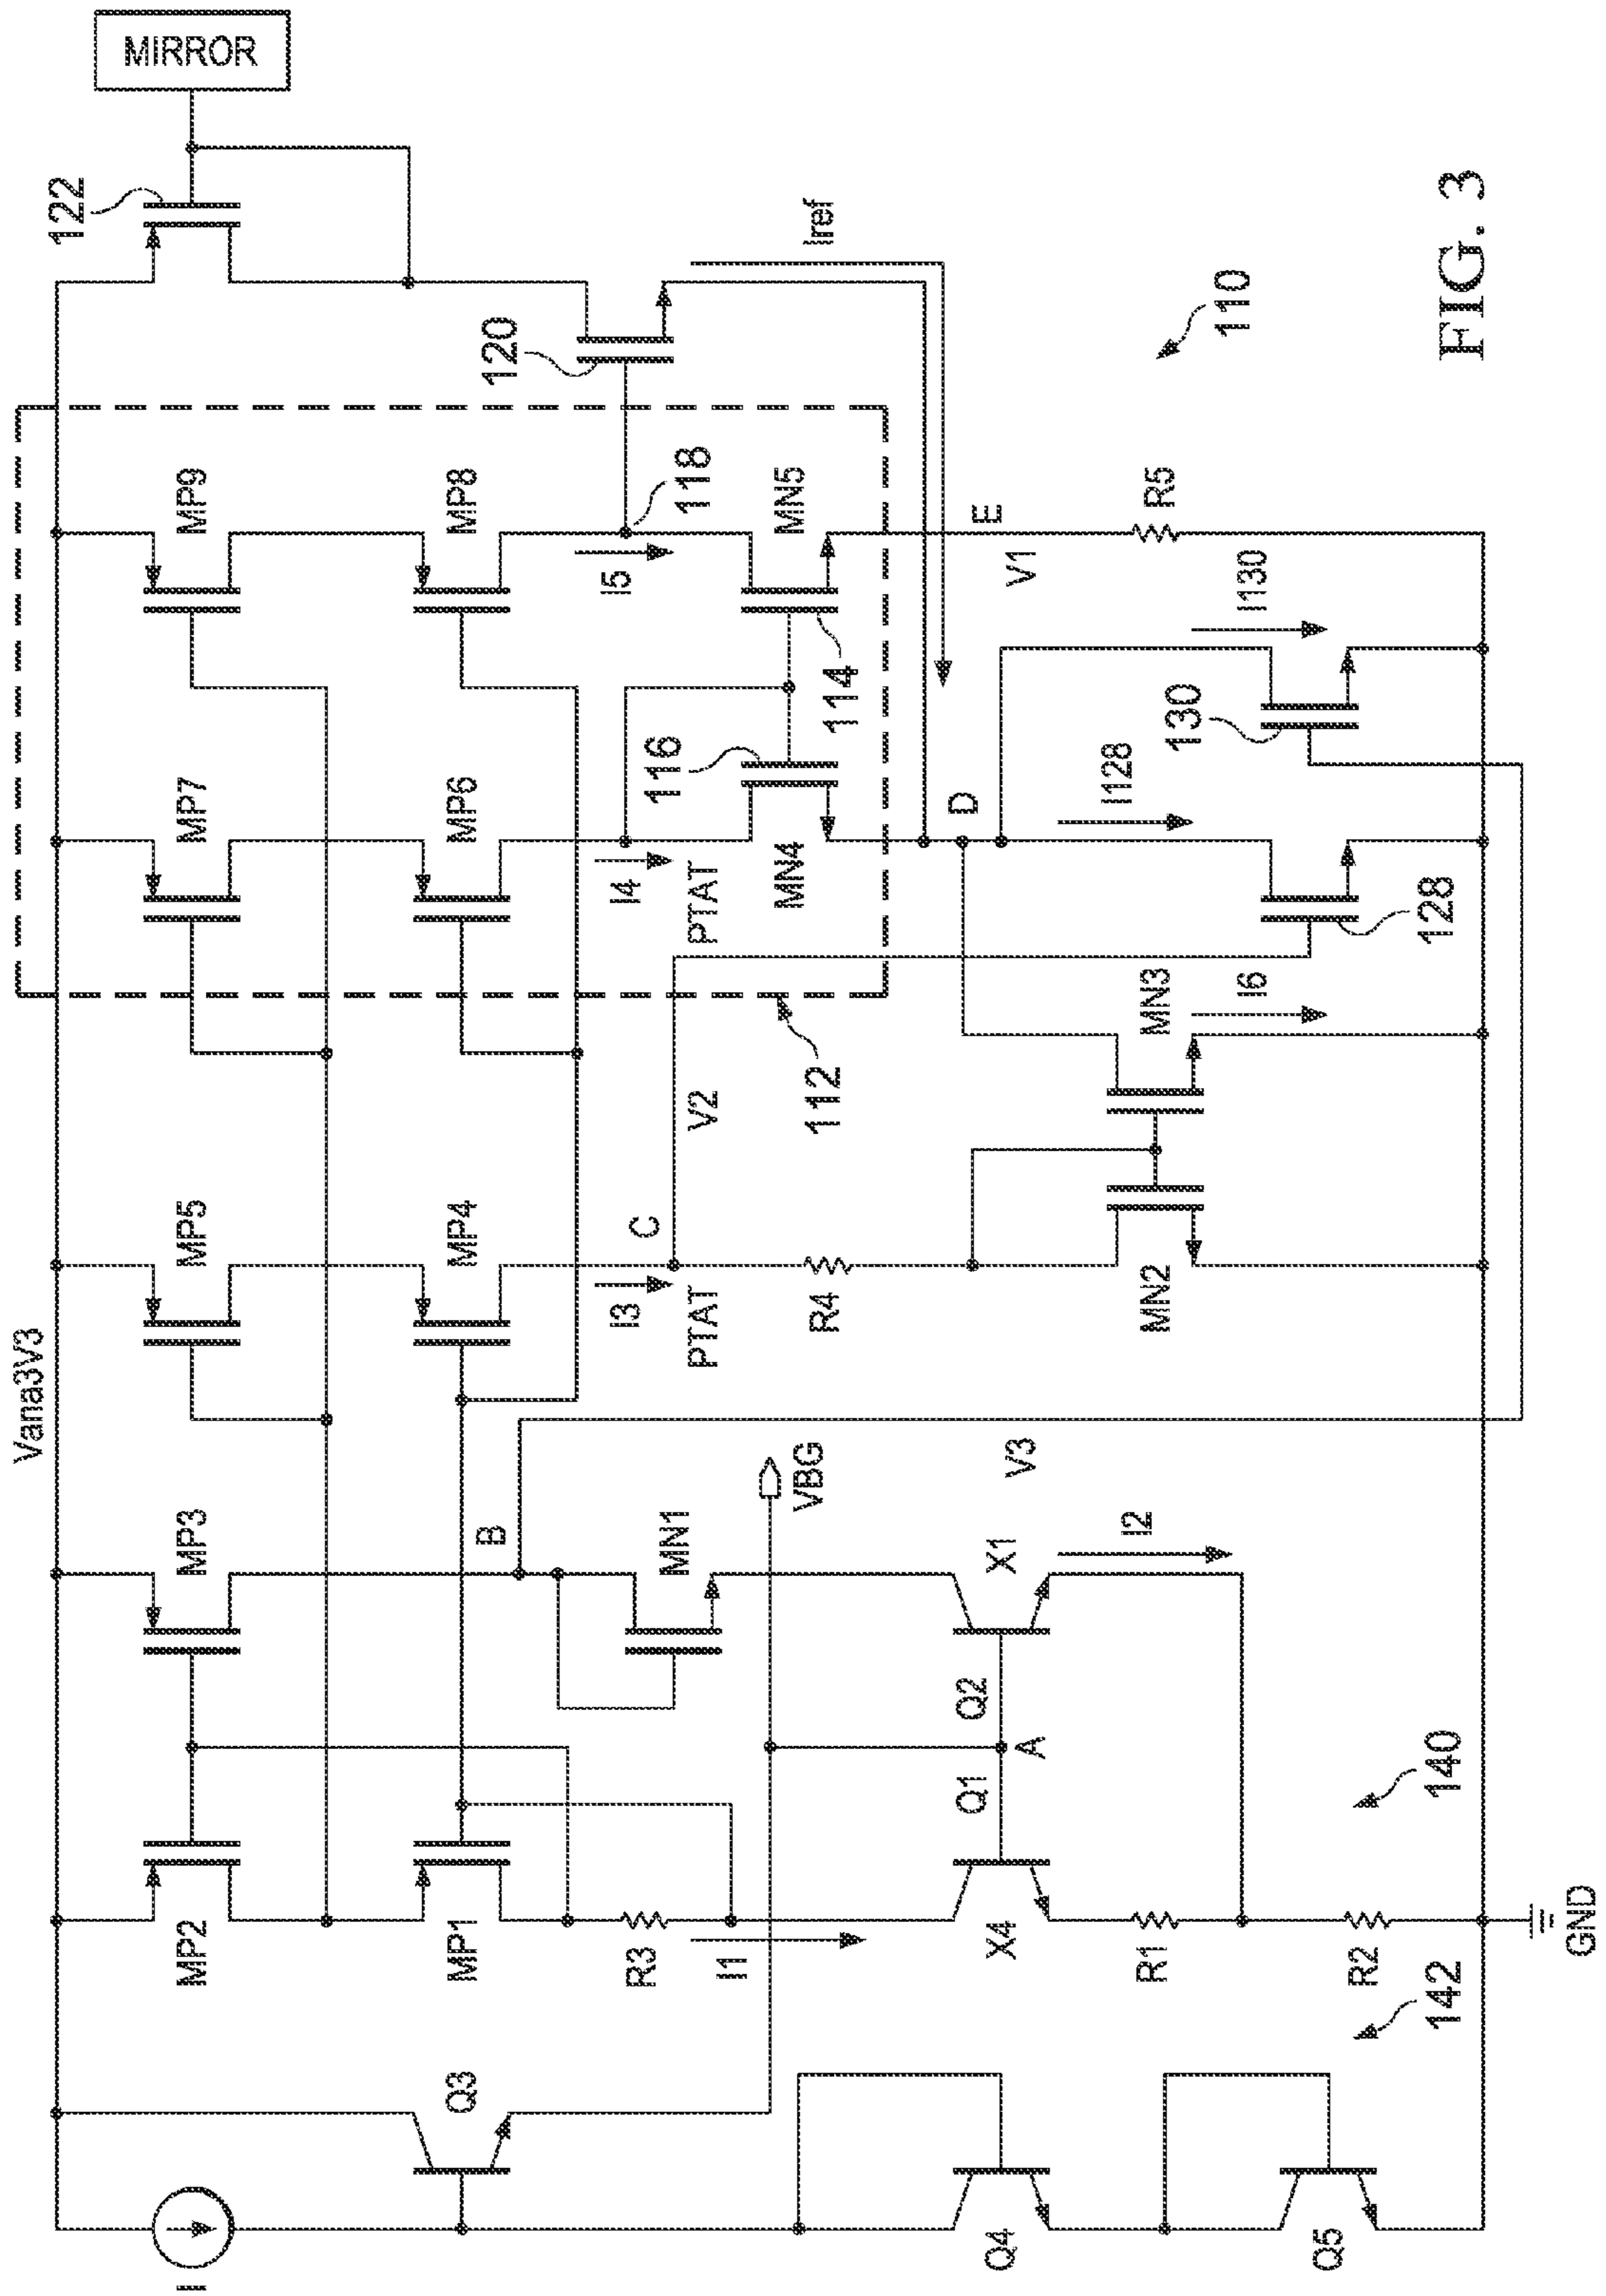 MIRROR
122
Vana3V3
MP2
MP3
MP5
MP7
MP9
120
Iref
MP1
MP4
MP6
MP8
118
Q3
B
C
I3
PTAT
I4
PTAT
I5
R3
I1
MN1
VBG
V2
R4
112
116
114
MN4
MN5
D
E
V1
R5
Q4
Q1
Q2
A
X4
X1
V3
I2
MN2
MN3
I6
I128
128
130
I130
110
R1
R2
Q5
142
140
GND
I
FIG. 3